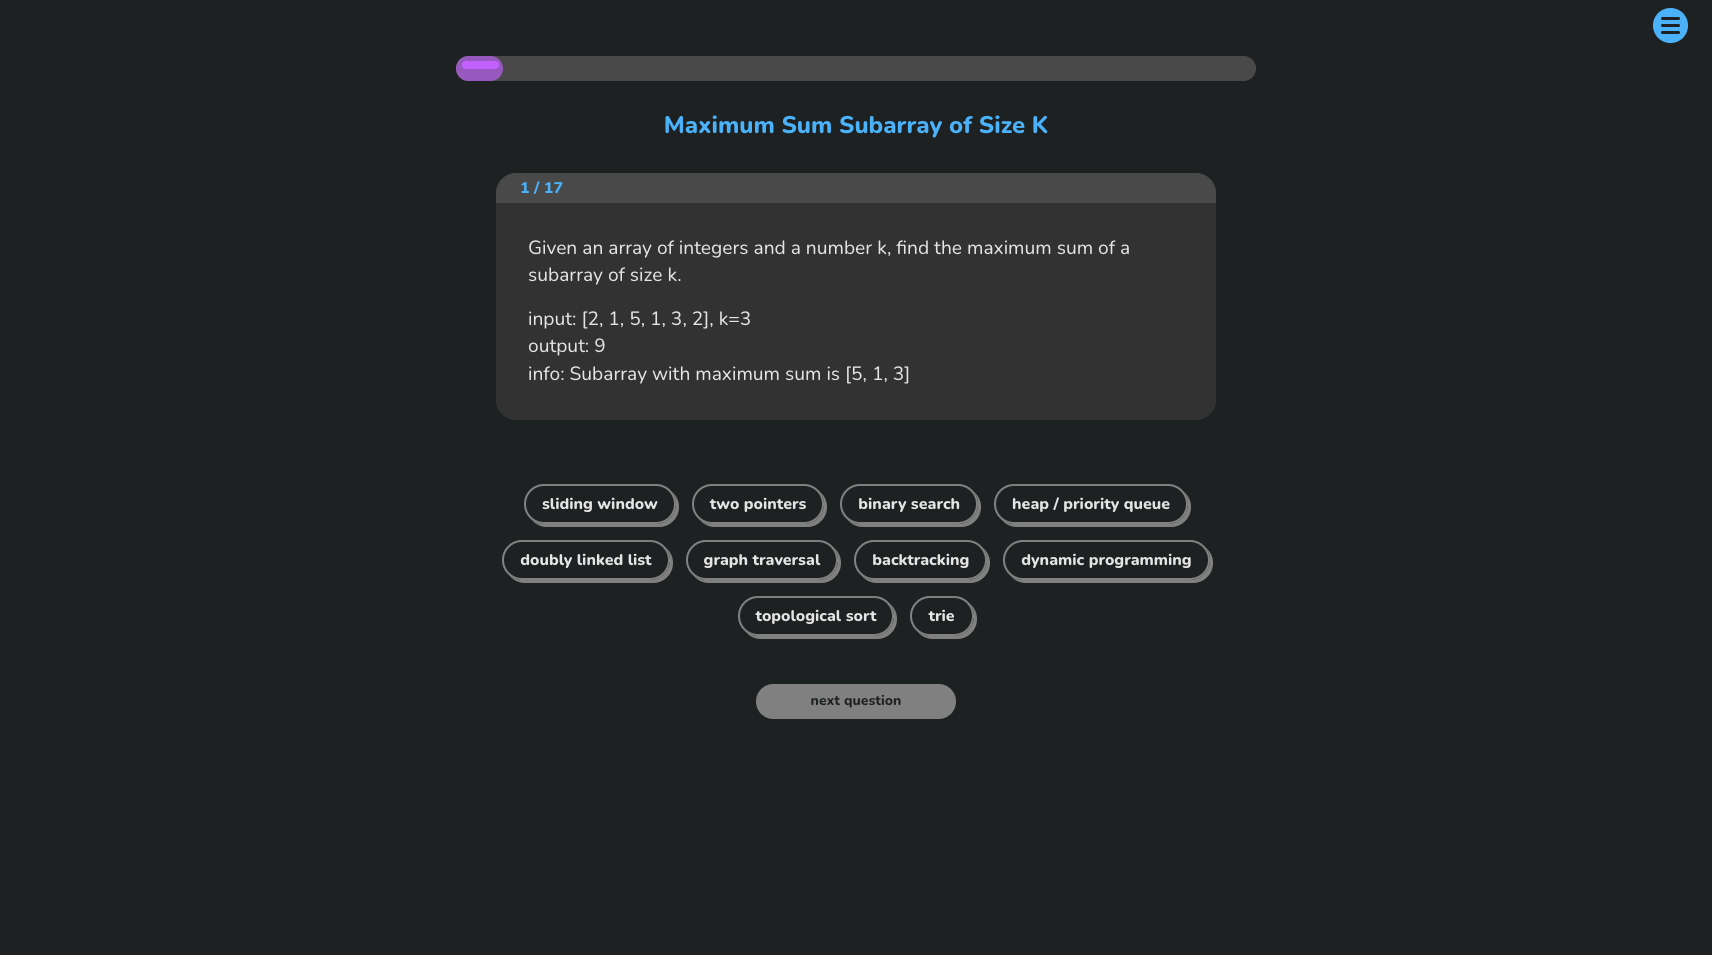 Maximum Sum Subarray of Size K
1 / 17
Given an array of integers and a number k, find the maximum sum of a
subarray of size k.
input: [2, 1, 5, 1, 3, 2], k=3
output: 9
info: Subarray with maximum sum is [5, 1, 3]
sliding window
two pointers
binary search
heap / priority queue
doubly linked list
graph traversal
backtracking
dynamic programming
topological sort
trie
next question